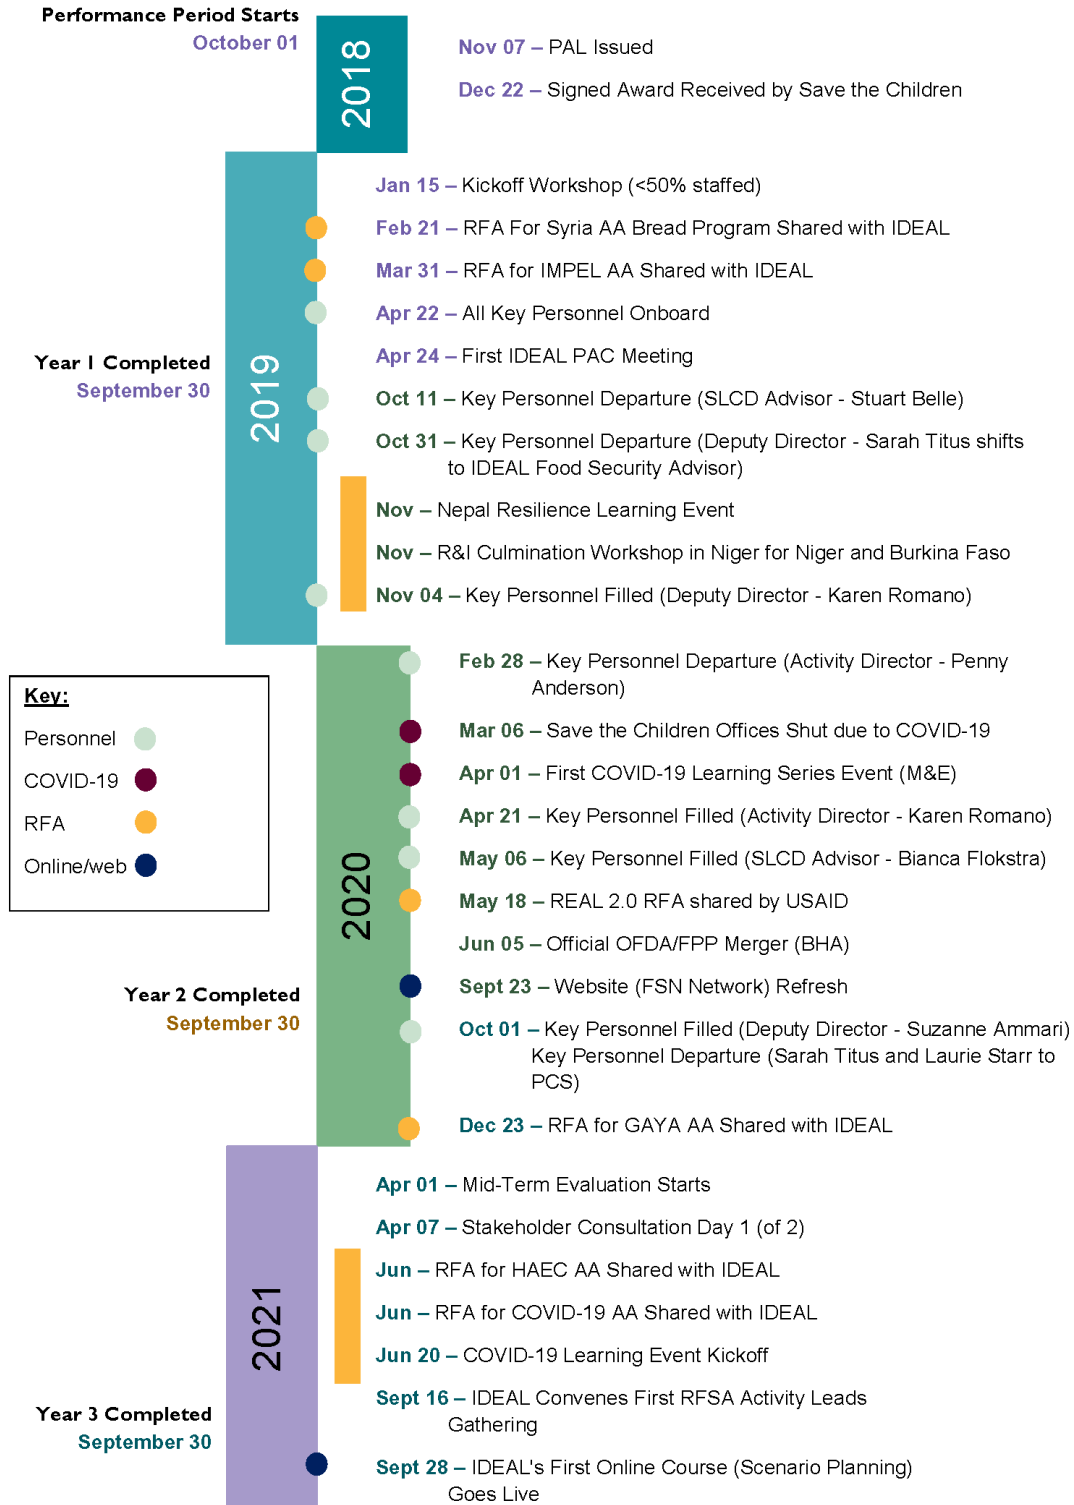 Performance Period Starts
October 01
2018
Nov 07 – PAL Issued
Dec 22 – Signed Award Received by Save the Children
2019
Jan 15 – Kickoff Workshop (<50% staffed)
Feb 21 – RFA For Syria AA Bread Program Shared with IDEAL
Mar 31 – RFA for IMPEL AA Shared with IDEAL
Apr 22 – All Key Personnel Onboard
Apr 24 – First IDEAL PAC Meeting
Year 1 Completed
September 30
Oct 11 – Key Personnel Departure (SLCD Advisor - Stuart Belle)
Oct 31 – Key Personnel Departure (Deputy Director - Sarah Titus shifts
to IDEAL Food Security Advisor)
Nov – Nepal Resilience Learning Event
Nov – R&I Culmination Workshop in Niger for Niger and Burkina Faso
Nov 04 – Key Personnel Filled (Deputy Director - Karen Romano)
Key:
Personnel
COVID-19
RFA
Online/web
2020
Feb 28 – Key Personnel Departure (Activity Director - Penny
Anderson)
Mar 06 – Save the Children Offices Shut due to COVID-19
Apr 01 – First COVID-19 Learning Series Event (M&E)
Apr 21 – Key Personnel Filled (Activity Director - Karen Romano)
May 06 – Key Personnel Filled (SLCD Advisor - Bianca Flokstra)
May 18 – REAL 2.0 RFA shared by USAID
Jun 05 – Official OFDA/FPP Merger (BHA)
Sept 23 – Website (FSN Network) Refresh
Year 2 Completed
September 30
Oct 01 – Key Personnel Filled (Deputy Director - Suzanne Ammari)
Key Personnel Departure (Sarah Titus and Laurie Starr to
PCS)
Dec 23 – RFA for GAYA AA Shared with IDEAL
2021
Apr 01 – Mid-Term Evaluation Starts
Apr 07 – Stakeholder Consultation Day 1 (of 2)
Jun – RFA for HAEC AA Shared with IDEAL
Jun – RFA for COVID-19 AA Shared with IDEAL
Jun 20 – COVID-19 Learning Event Kickoff
Sept 16 – IDEAL Convenes First RFSA Activity Leads
Gathering
Year 3 Completed
September 30
Sept 28 – IDEAL's First Online Course (Scenario Planning)
Goes Live